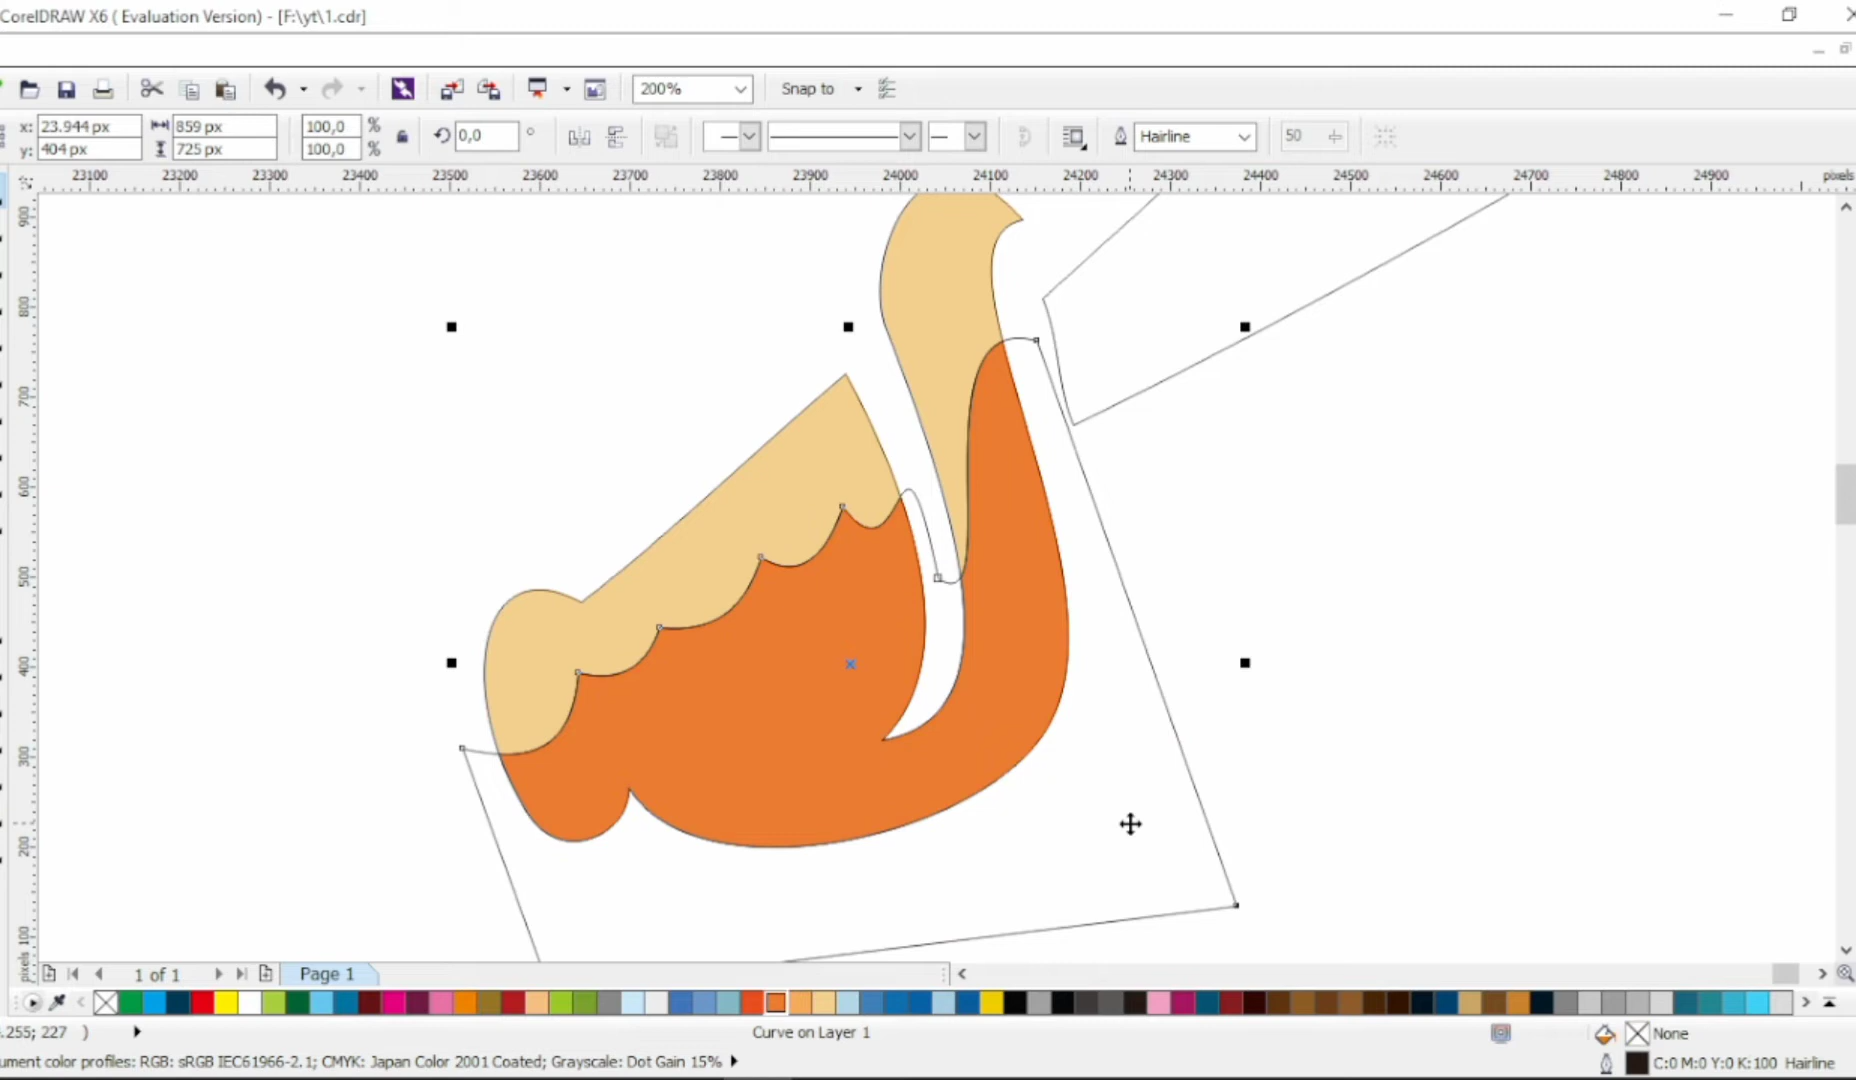 CorelDRAW X6 ( Evaluation Version) - [F:\yt\1.cdr]
200% Snap to
x: 23.944 px 859 px 100,0 % 0,0 ° Hairline 50
y: 404 px 725 px 100,0 %
23100 23200 23300 23400 23500 23600 23700 23800 23900 24000 24100 24200 24300 24400 24500 24600 24700 24800 24900 pixels
900
800
700
600
500
400
300
200
100
pixels
1 of 1 Page 1
.255; 227 ) Curve on Layer 1 None
ument color profiles: RGB: sRGB IEC61966-2.1; CMYK: Japan Color 2001 Coated; Grayscale: Dot Gain 15% C:0 M:0 Y:0 K:100 Hairline